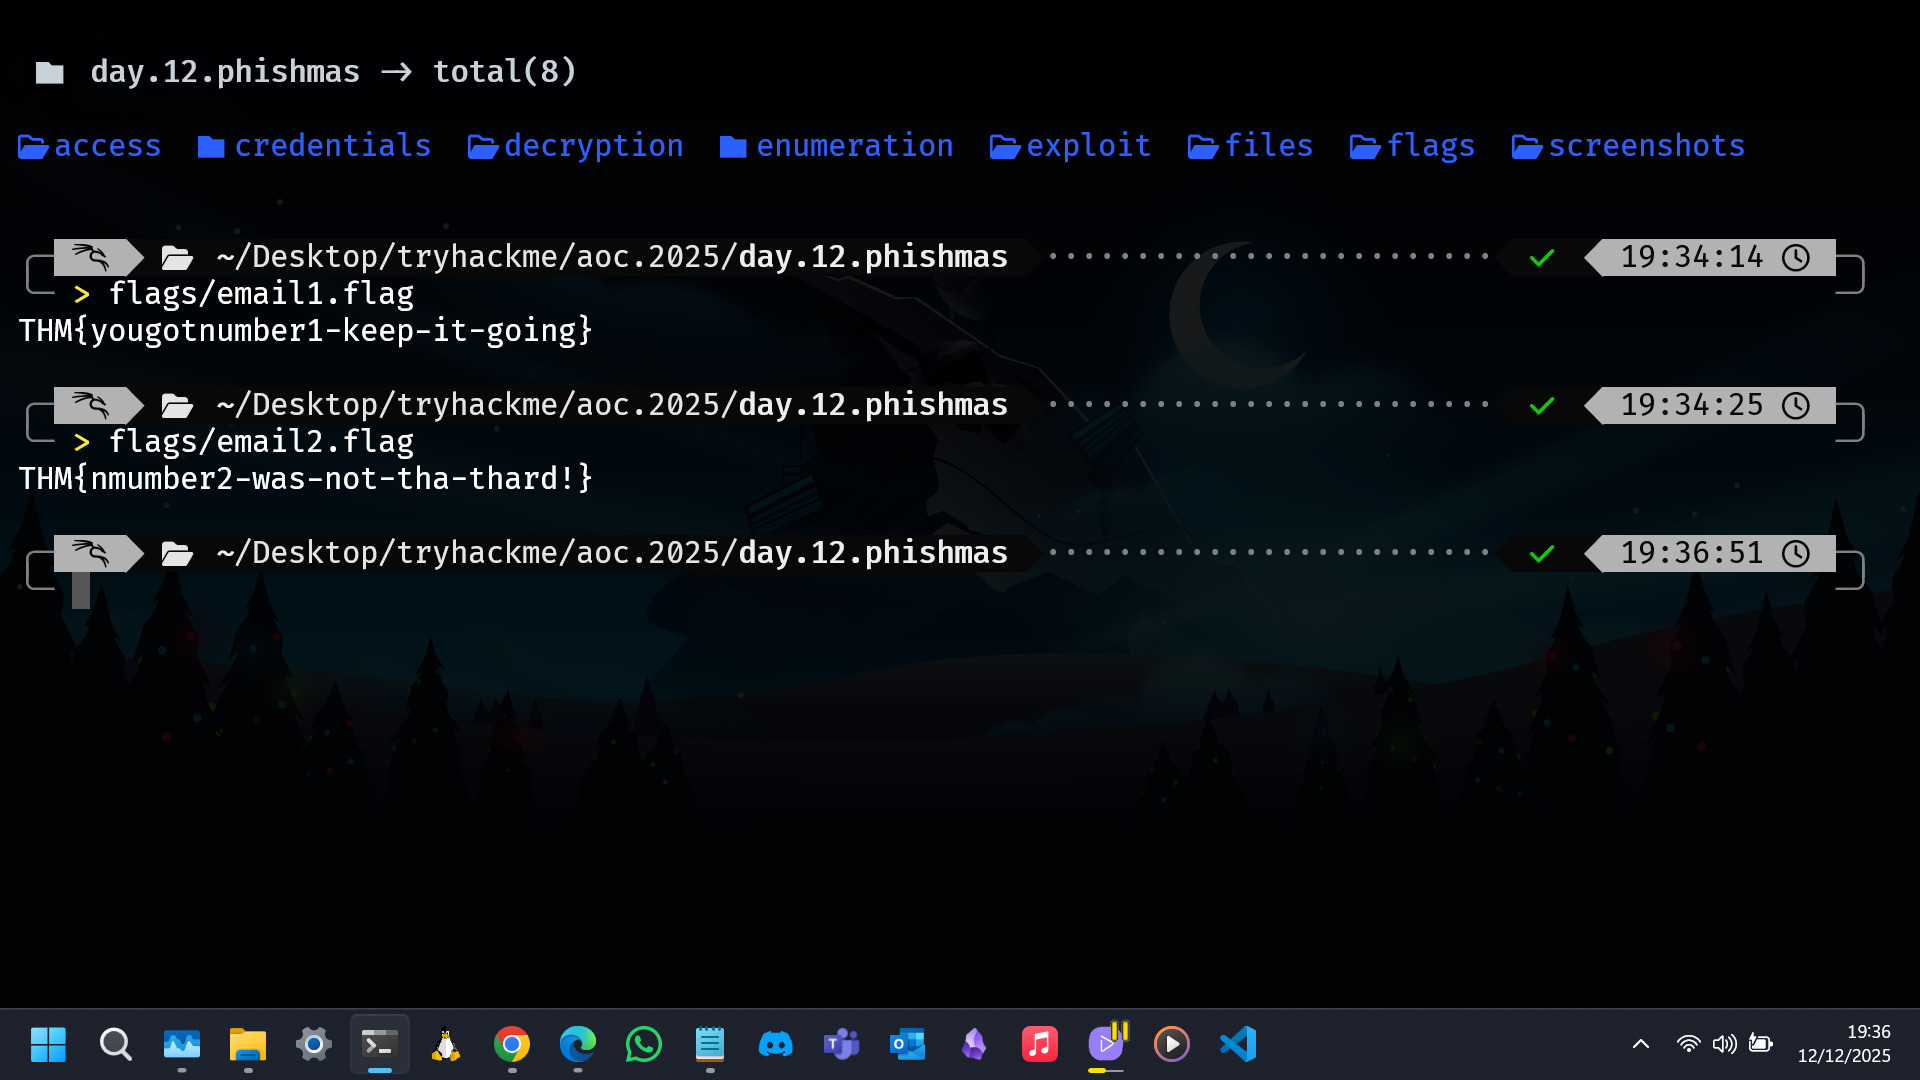 day.12.phishmas → total(8)
access credentials decryption enumeration exploit files flags screenshots
~/Desktop/tryhackme/aoc.2025/day.12.phishmas ························· ✓ 19:34:14
> flags/email1.flag
THM{yougotnumber1-keep-it-going}
~/Desktop/tryhackme/aoc.2025/day.12.phishmas ························· ✓ 19:34:25
> flags/email2.flag
THM{nmumber2-was-not-tha-thard!}
~/Desktop/tryhackme/aoc.2025/day.12.phishmas ························· ✓ 19:36:51
19:36
12/12/2025